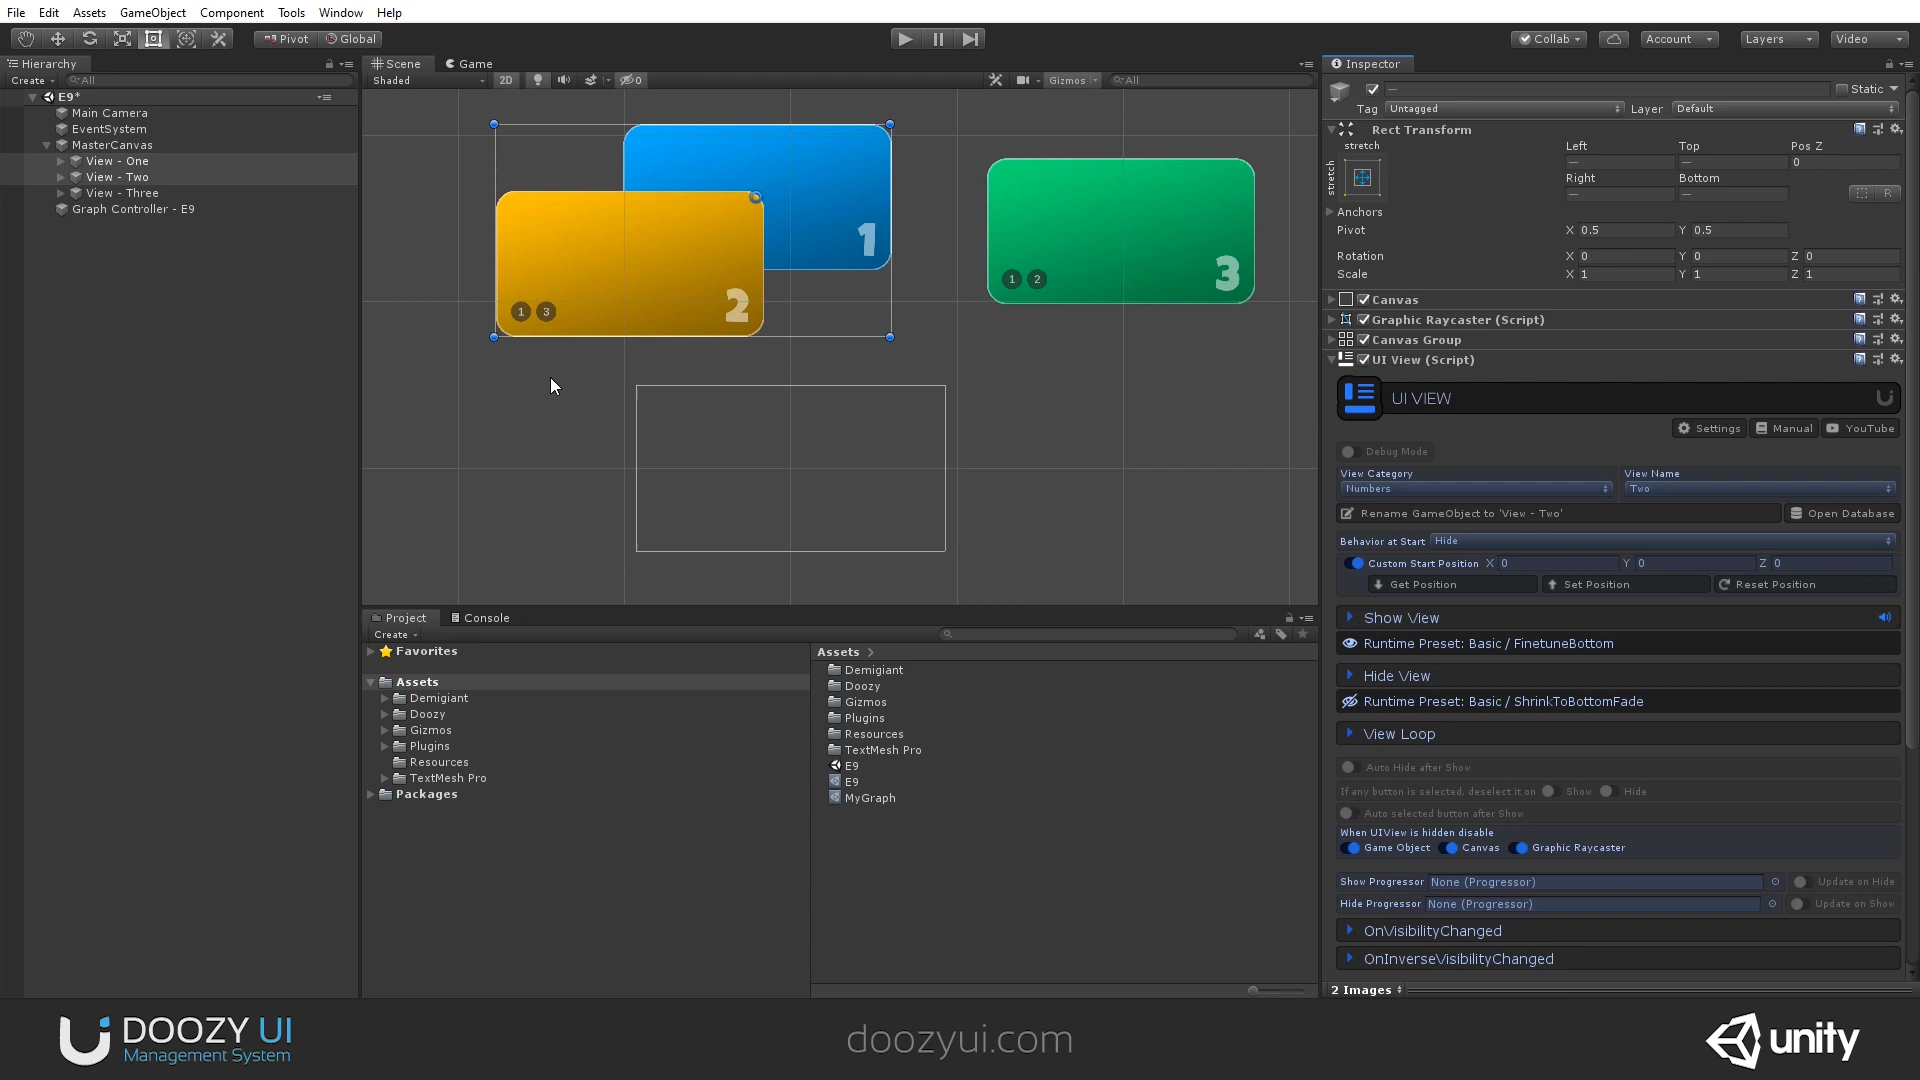 File Edit Assets GameObject Component Tools Window Help
Pivot Global Collab Account Layers Video
Hierarchy
Create All
E9*
Main Camera
EventSystem
MasterCanvas
View - One
View - Two
View - Three
Graph Controller - E9
Scene Game
Shaded 2D 0 Gizmos All
1
2
1 3
3
1 2
Project Console
Create
Favorites
Assets
Demigiant
Doozy
Gizmos
Plugins
Resources
TextMesh Pro
Packages
Assets
Demigiant
Doozy
Gizmos
Plugins
Resources
TextMesh Pro
E9
E9
MyGraph
Inspector
— Static
Tag Untagged Layer Default
Rect Transform
stretch
stretch
Left Top Pos Z
— — 0
Right Bottom
— — R
Anchors
Pivot X 0.5 Y 0.5
Rotation X 0 Y 0 Z 0
Scale X 1 Y 1 Z 1
Canvas
Graphic Raycaster (Script)
Canvas Group
UI View (Script)
UI VIEW
Settings Manual YouTube
Debug Mode
View Category View Name
Numbers Two
Rename GameObject to 'View - Two' Open Database
Behavior at Start Hide
Custom Start Position X 0 Y 0 Z 0
Get Position Set Position Reset Position
Show View
Runtime Preset: Basic / FinetuneBottom
Hide View
Runtime Preset: Basic / ShrinkToBottomFade
View Loop
Auto Hide after Show
If any button is selected, deselect it on Show Hide
Auto selected button after Show
When UIView is hidden disable
Game Object Canvas Graphic Raycaster
Show Progressor None (Progressor) Update on Hide
Hide Progressor None (Progressor) Update on Show
OnVisibilityChanged
OnInverseVisibilityChanged
2 Images
DOOZY UI
Management System
doozyui.com
unity